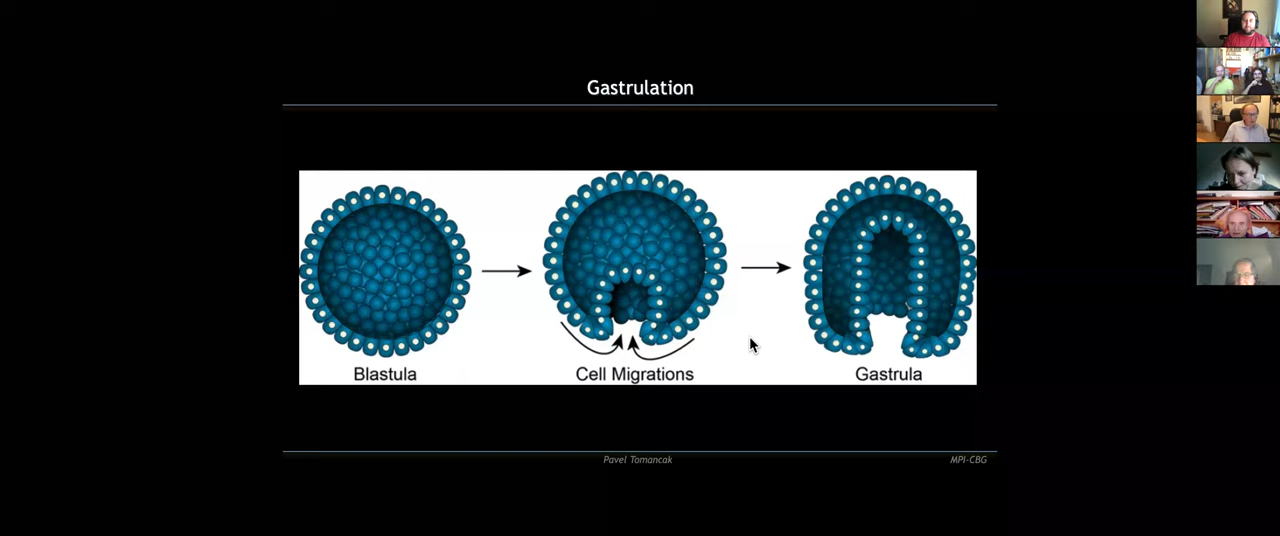 Gastrulation
Blastula
Cell Migrations
Gastrula
Pavel Tomancak
MPI-CBG